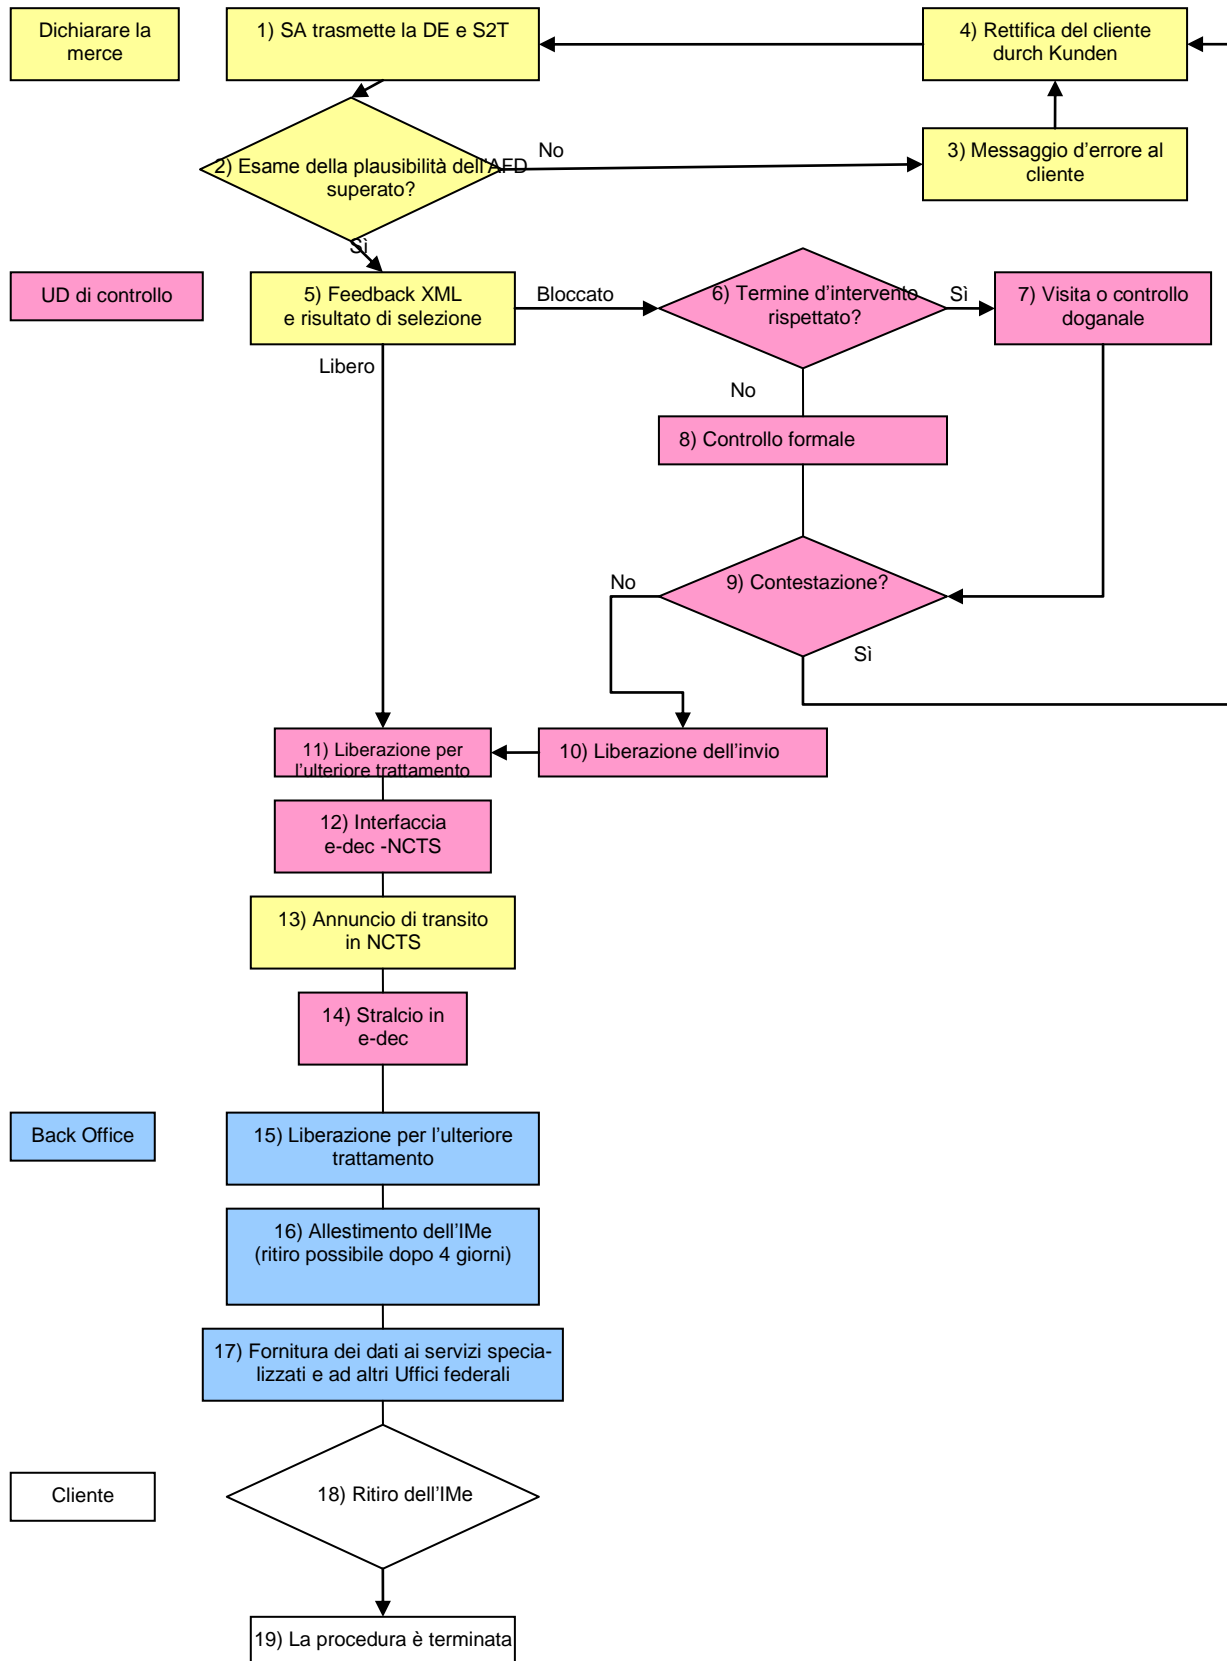 Dichiarare la
merce
1) SA trasmette la DE e S2T
4) Rettifica del cliente
durch Kunden
2) Esame della plausibilità dell'AFD
superato?
No
3) Messaggio d'errore al
cliente
Sì
UD di controllo
5) Feedback XML
e risultato di selezione
Bloccato
6) Termine d'intervento
rispettato?
Sì
7) Visita o controllo
doganale
Libero
No
8) Controllo formale
9) Contestazione?
No
Sì
11) Liberazione per
l'ulteriore trattamento
10) Liberazione dell'invio
12) Interfaccia
e-dec -NCTS
13) Annuncio di transito
in NCTS
14) Stralcio in
e-dec
Back Office
15) Liberazione per l'ulteriore
trattamento
16) Allestimento dell'IMe
(ritiro possibile dopo 4 giorni)
17) Fornitura dei dati ai servizi specia-
lizzati e ad altri Uffici federali
Cliente
18) Ritiro dell'IMe
19) La procedura è terminata